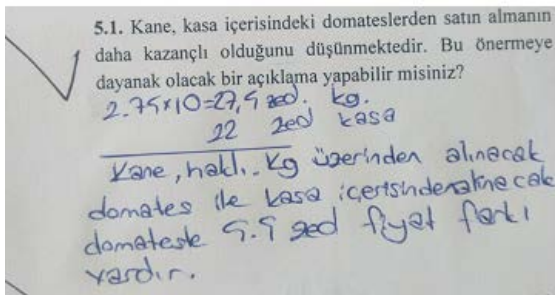 5.1. Kane, kasa içerisindeki domateslerden satın almanın
daha kazançlı olduğunu düşünmektedir. Bu önermeye
dayanak olacak bir açıklama yapabilir misiniz?
2.75x10=27,5 zed. kg.
22 zed kasa
Kane, haklı. Kg üzerinden alınacak
domates ile kasa içerisinden alınacak
domateste 5.5 zed fiyat farkı
vardır.